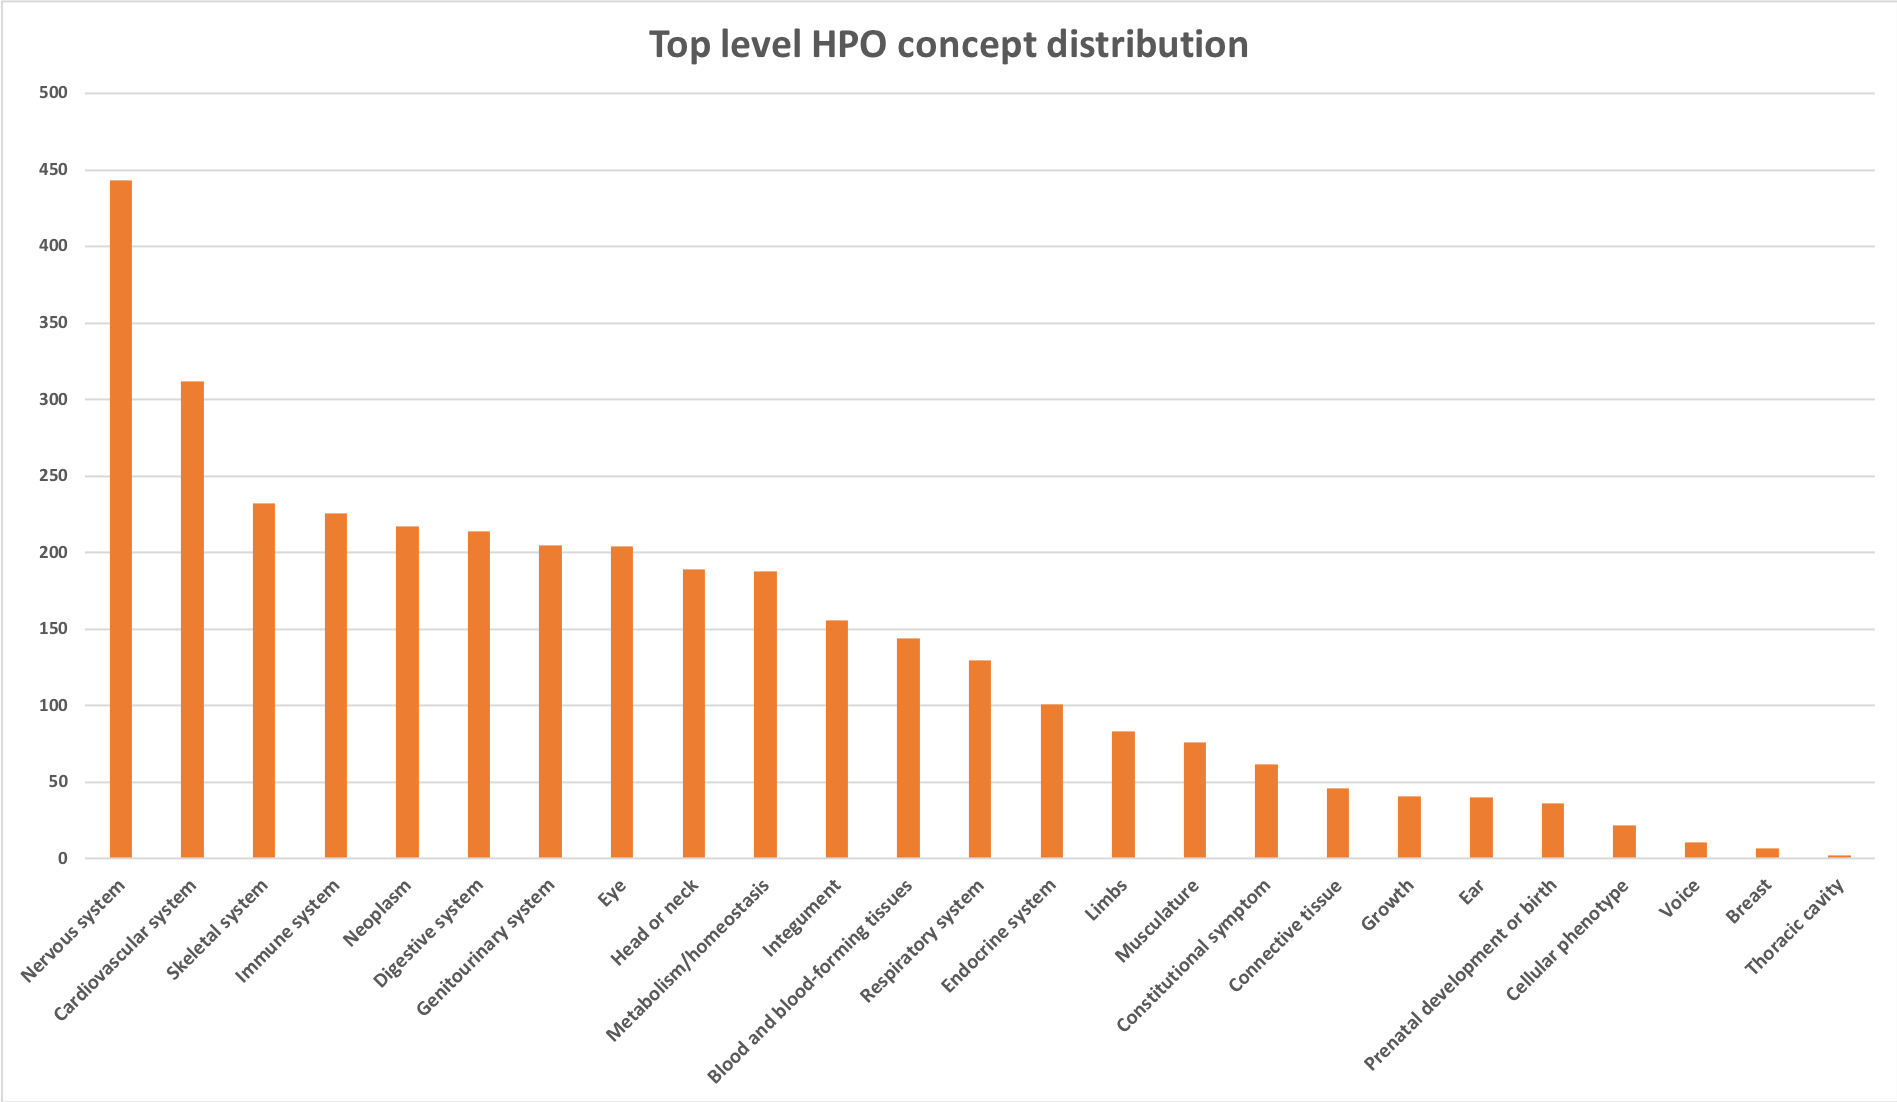 Top level HPO concept distribution
500
450
400
350
300
250
200
150
100
50
0
Nervous system
Cardiovascular system
Skeletal system
Immune system
Neoplasm
Digestive system
Genitourinary system
Eye
Head or neck
Metabolism/homeostasis
Integument
Blood and blood-forming tissues
Respiratory system
Endocrine system
Limbs
Musculature
Constitutional symptom
Connective tissue
Growth
Ear
Prenatal development or birth
Cellular phenotype
Voice
Breast
Thoracic cavity